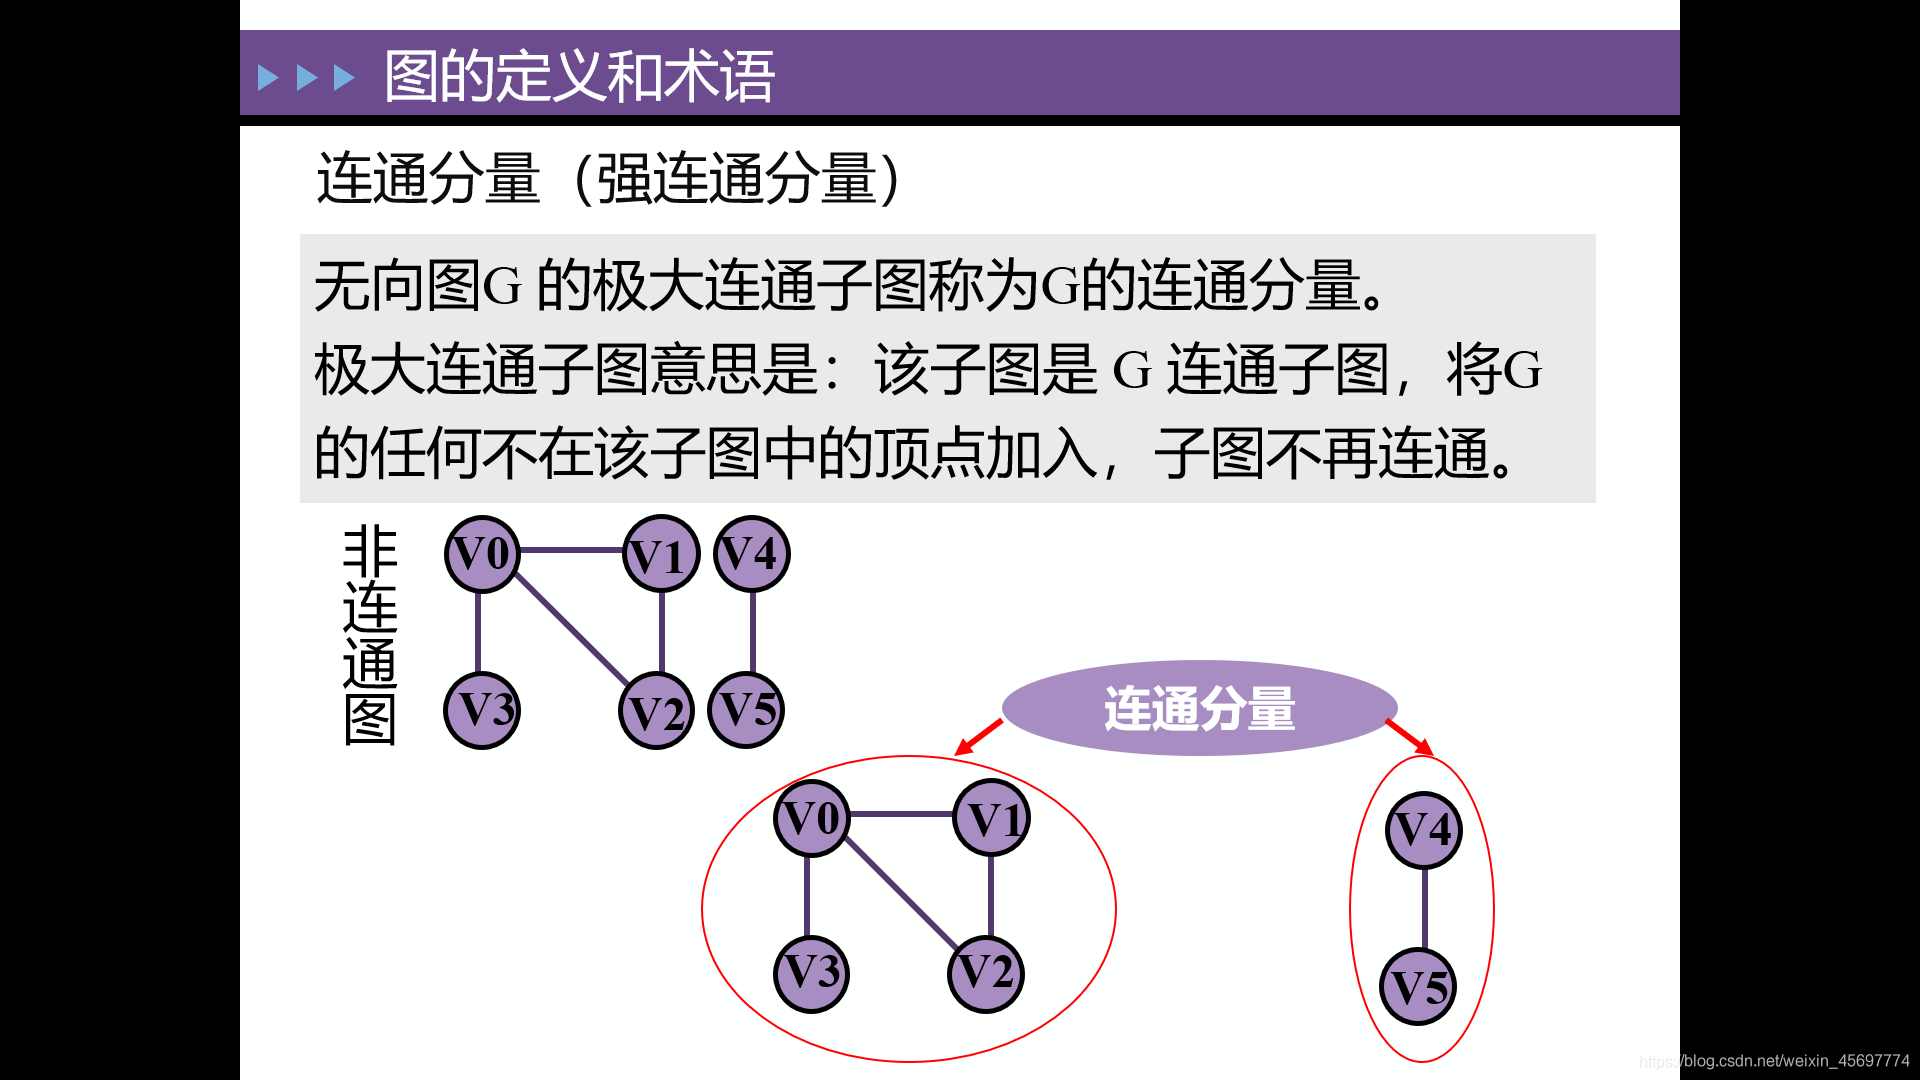 图的定义和术语
连通分量（强连通分量）
无向图G 的极大连通子图称为G的连通分量。
极大连通子图意思是：该子图是 G 连通子图，将G
的任何不在该子图中的顶点加入，子图不再连通。
非连通图
V0 V1 V4
V3 V2 V5
连通分量
V0 V1 V4
V3 V2 V5
https://blog.csdn.net/weixin_45697774